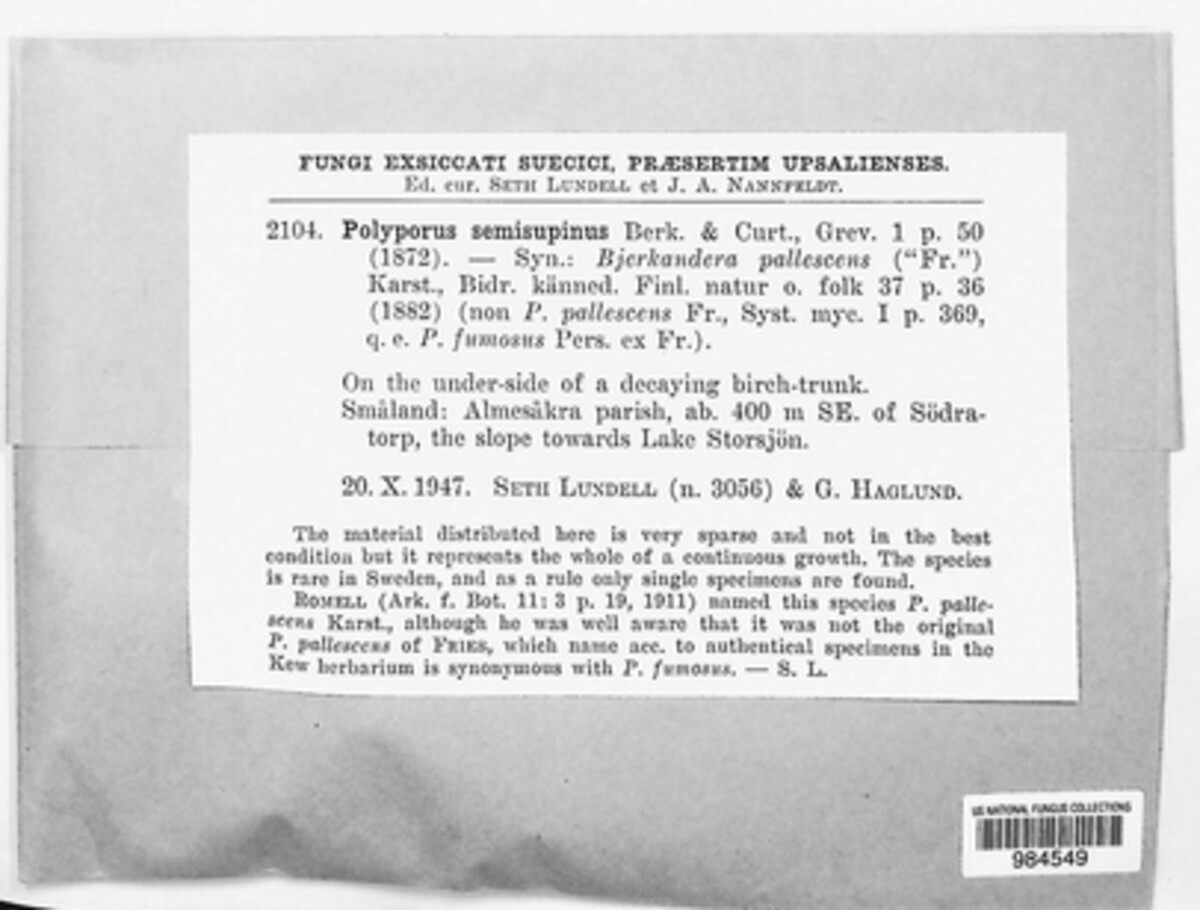 FUNGI EXSICCATI SUECICI, PRÆSERTIM UPSALIENSES.
Ed. cur. SETH LUNDELL et J. A. NANNFELDT.
2104. Polyporus semisupinus Berk. & Curt., Grev. 1 p. 50
(1872). — Syn.: Bjerkandera pallescens (“Fr.”)
Karst., Bidr. känned. Finl. natur o. folk 37 p. 36
(1882) (non P. pallescens Fr., Syst. myc. I p. 369,
q. e. P. fumosus Pers. ex Fr.).
On the under-side of a decaying birch-trunk.
Småland: Almesåkra parish, ab. 400 m SE. of Södra-
torp, the slope towards Lake Storsjön.
20. X. 1947. SETH LUNDELL (n. 3056) & G. HAGLUND.
The material distributed here is very sparse and not in the best
condition but it represents the whole of a continuous growth. The species
is rare in Sweden, and as a rule only single specimens are found.
ROMELL (Ark. f. Bot. 11: 3 p. 19, 1911) named this species P. palle-
scens Karst., although he was well aware that it was not the original
P. pallescens of FRIES, which name acc. to authentical specimens in the
Kew herbarium is synonymous with P. fumosus. — S. L.
US NATIONAL FUNGUS COLLECTIONS
984549